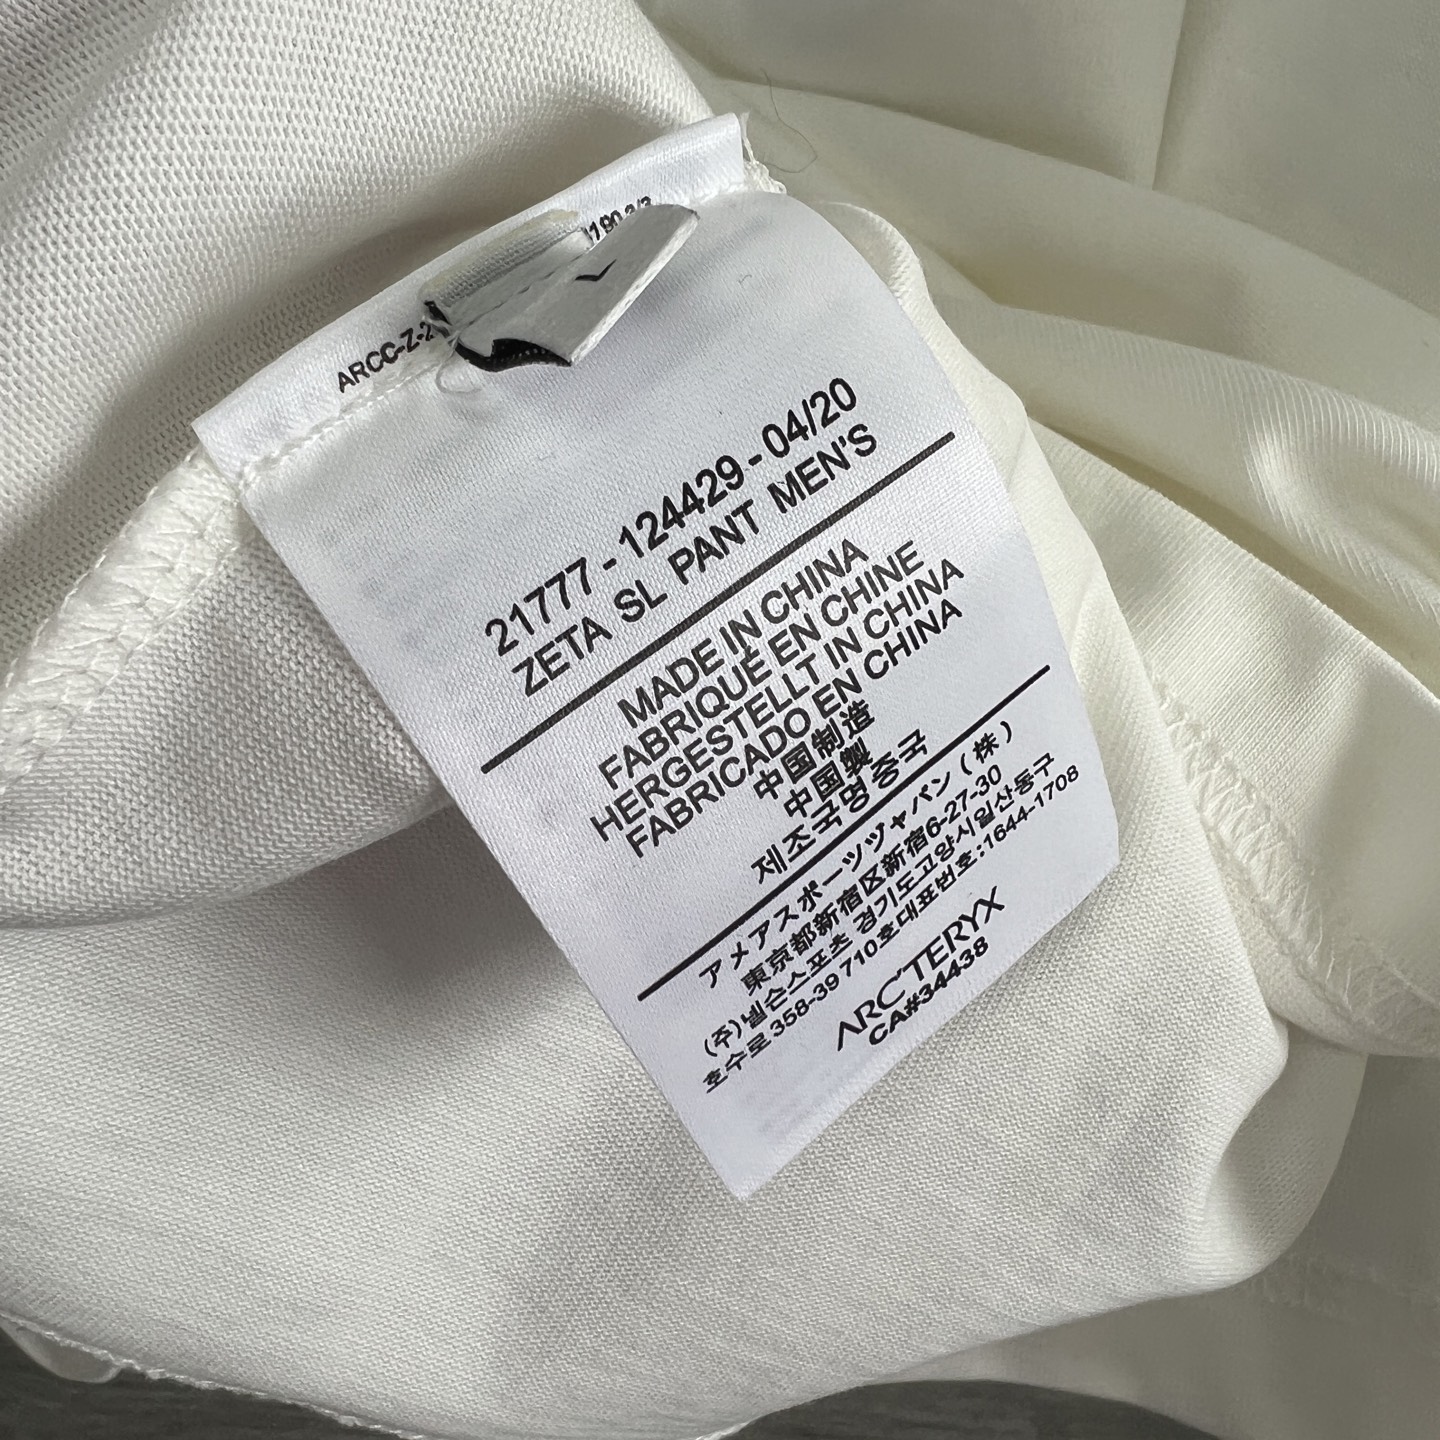 ARCC-Z-2
1190 3/3
L
21777 - 124429 - 04/20
ZETA SL PANT MEN'S
MADE IN CHINA
FABRIQUÉ EN CHINE
HERGESTELLT IN CHINA
FABRICADO EN CHINA
中国制造
中国製
제조국명 중국
アメアスポーツヅャパン(株)
東京都新宿区新宿6-27-30
(주)넬슨스포츠 경기도고양시일산동구
호수로 358-39 710호대표번호:1644-1708
ARC'TERYX
CA#34438